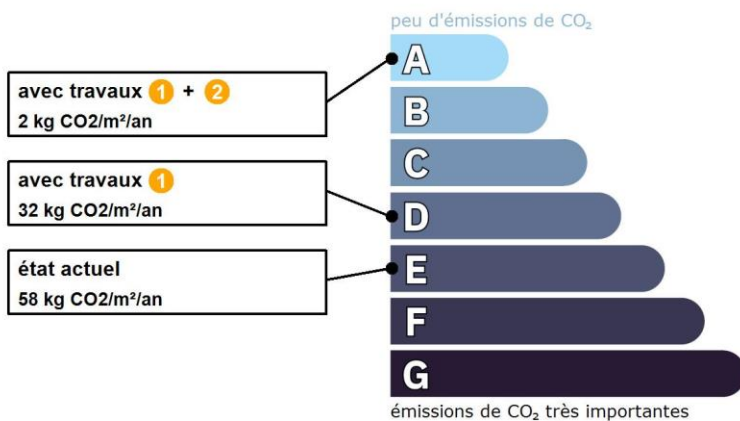 peu d'émissions de CO₂
A
avec travaux 1 + 2
2 kg CO2/m²/an
B
C
avec travaux 1
32 kg CO2/m²/an
D
état actuel
58 kg CO2/m²/an
E
F
G
émissions de CO₂ très importantes